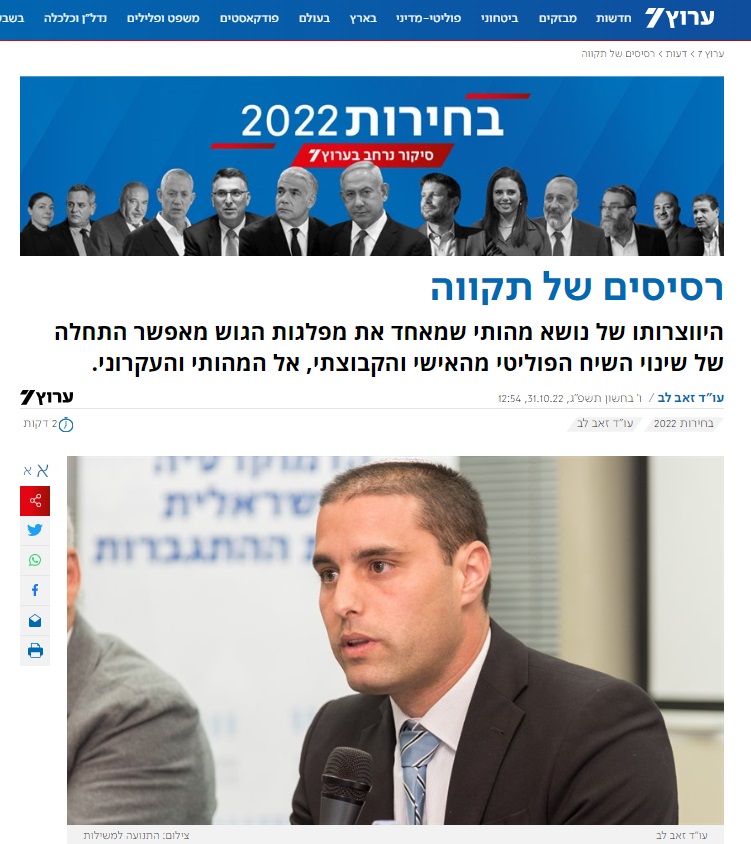 ערוץ 7
חדשות מבזקים ביטחוני פוליטי-מדיני בארץ בעולם פודקאסטים משפט ופלילים נדל"ן וכלכלה בשבע
ערוץ 7 > דעות > רסיסים של תקווה
בחירות 2022
סיקור נרחב בערוץ 7
רסיסים של תקווה
היווצרותו של נושא מהותי שמאחד את מפלגות הגוש מאפשר התחלה
של שינוי השיח הפוליטי מהאישי והקבוצתי, אל המהותי והעקרוני.
עו"ד זאב לב / ו' בחשון תשפ"ג, 31.10.22, 12:54
ערוץ 7
בחירות 2022 עו"ד זאב לב
2 דקות
א א
ישראלית
ת ההתגברות
עו"ד זאב לב
צילום: התנועה למשילות